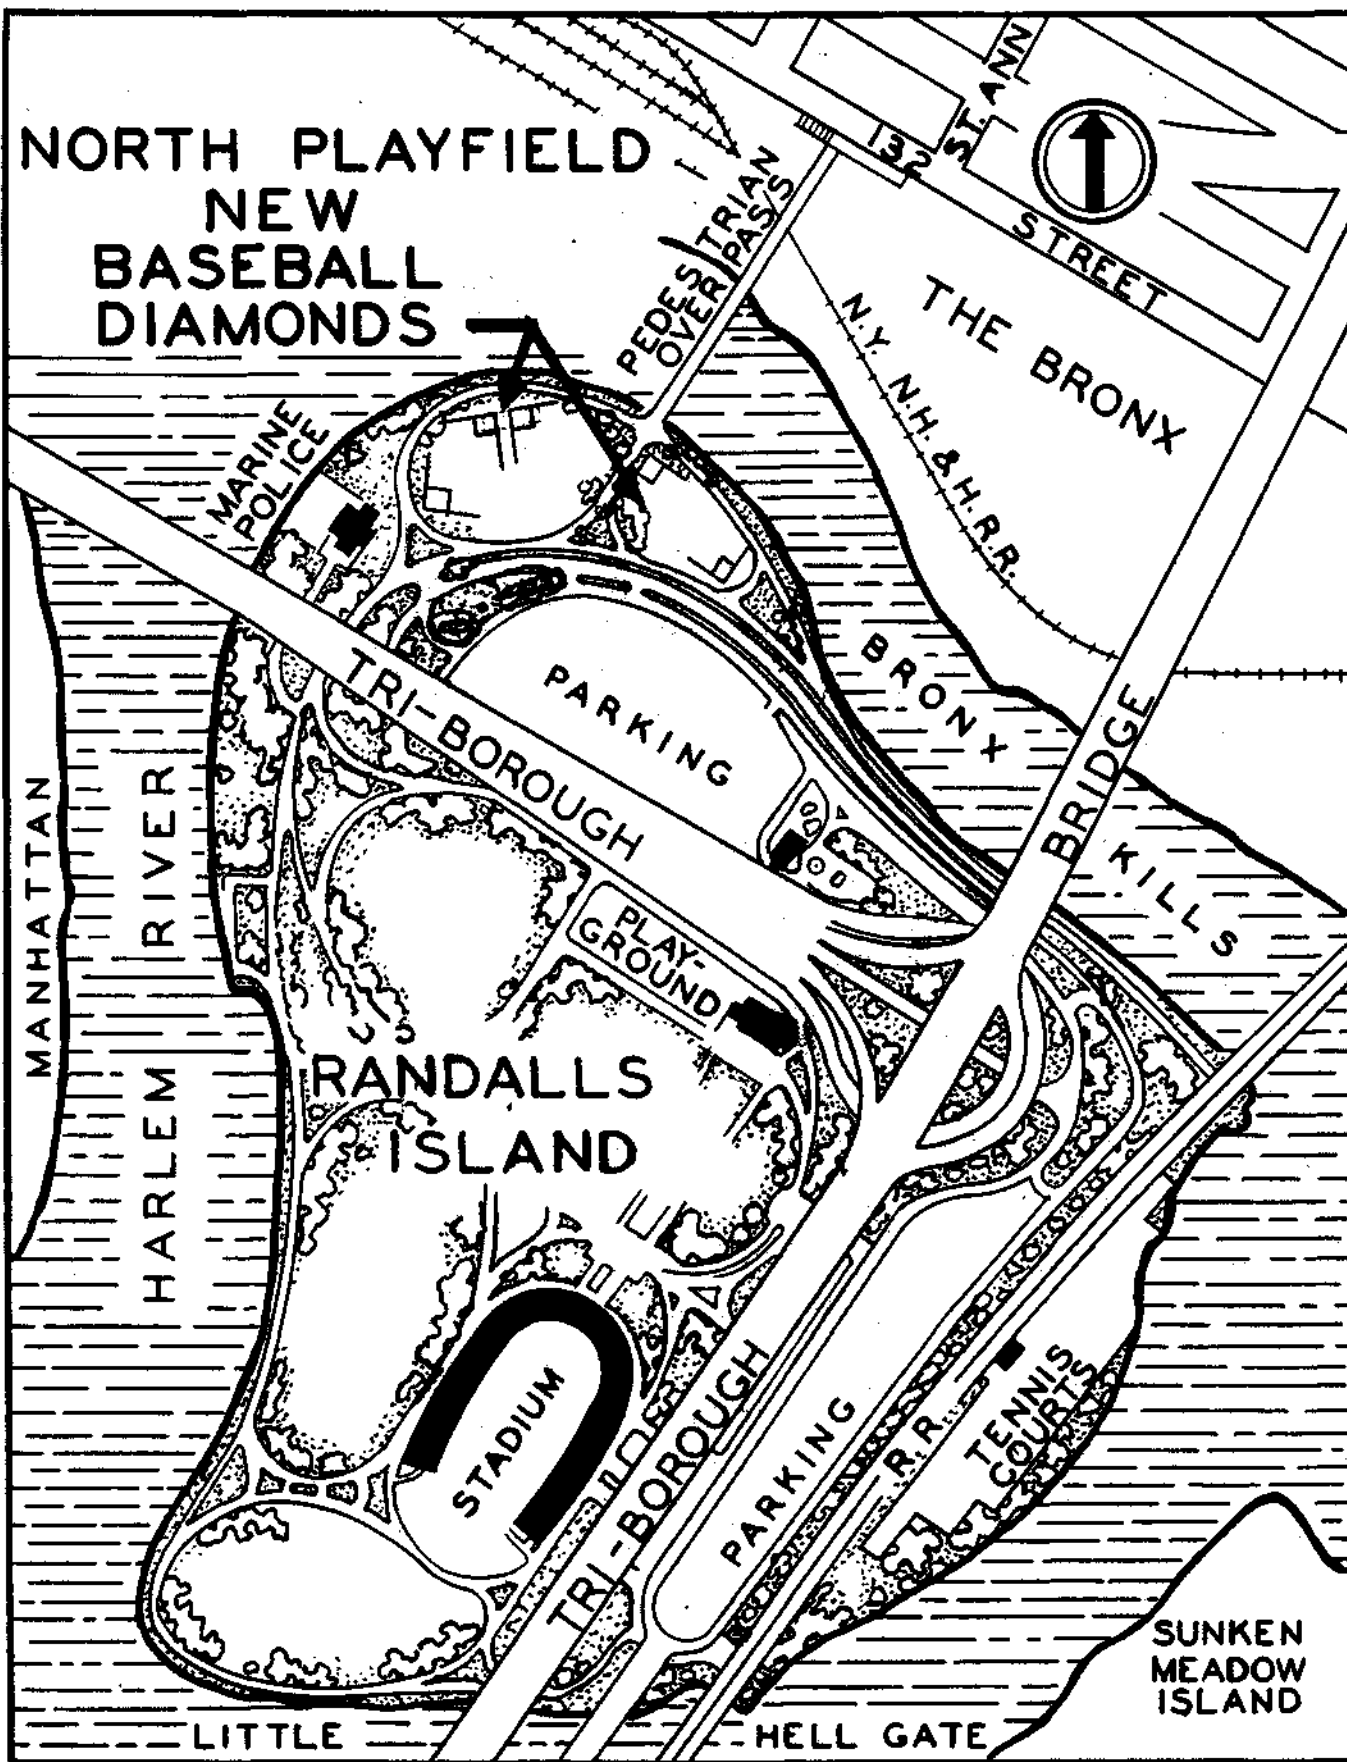 NORTH PLAYFIELD
NEW
BASEBALL
DIAMONDS
ST. ANN
132
STREET
PEDESTRIAN
OVERPASS
THE BRONX
N.Y. N.H. & H. R.R.
MARINE
POLICE
TRI-BOROUGH
PARKING
BRONX
KILLS
BRIDGE
MANHATTAN
HARLEM RIVER
PLAY-
GROUND
RANDALLS
ISLAND
STADIUM
TRI-BOROUGH
PARKING
R.R.
TENNIS
COURTS
SUNKEN
MEADOW
ISLAND
LITTLE
HELL GATE